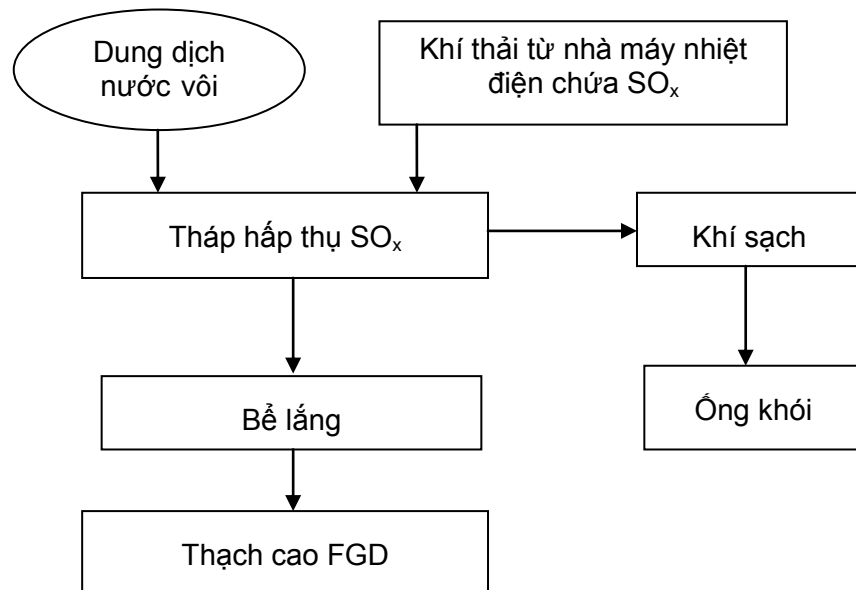 Dung dịch
nước vôi
Khí thải từ nhà máy nhiệt
điện chứa SOₓ
Tháp hấp thụ SOₓ
Khí sạch
Bể lắng
Ống khói
Thạch cao FGD